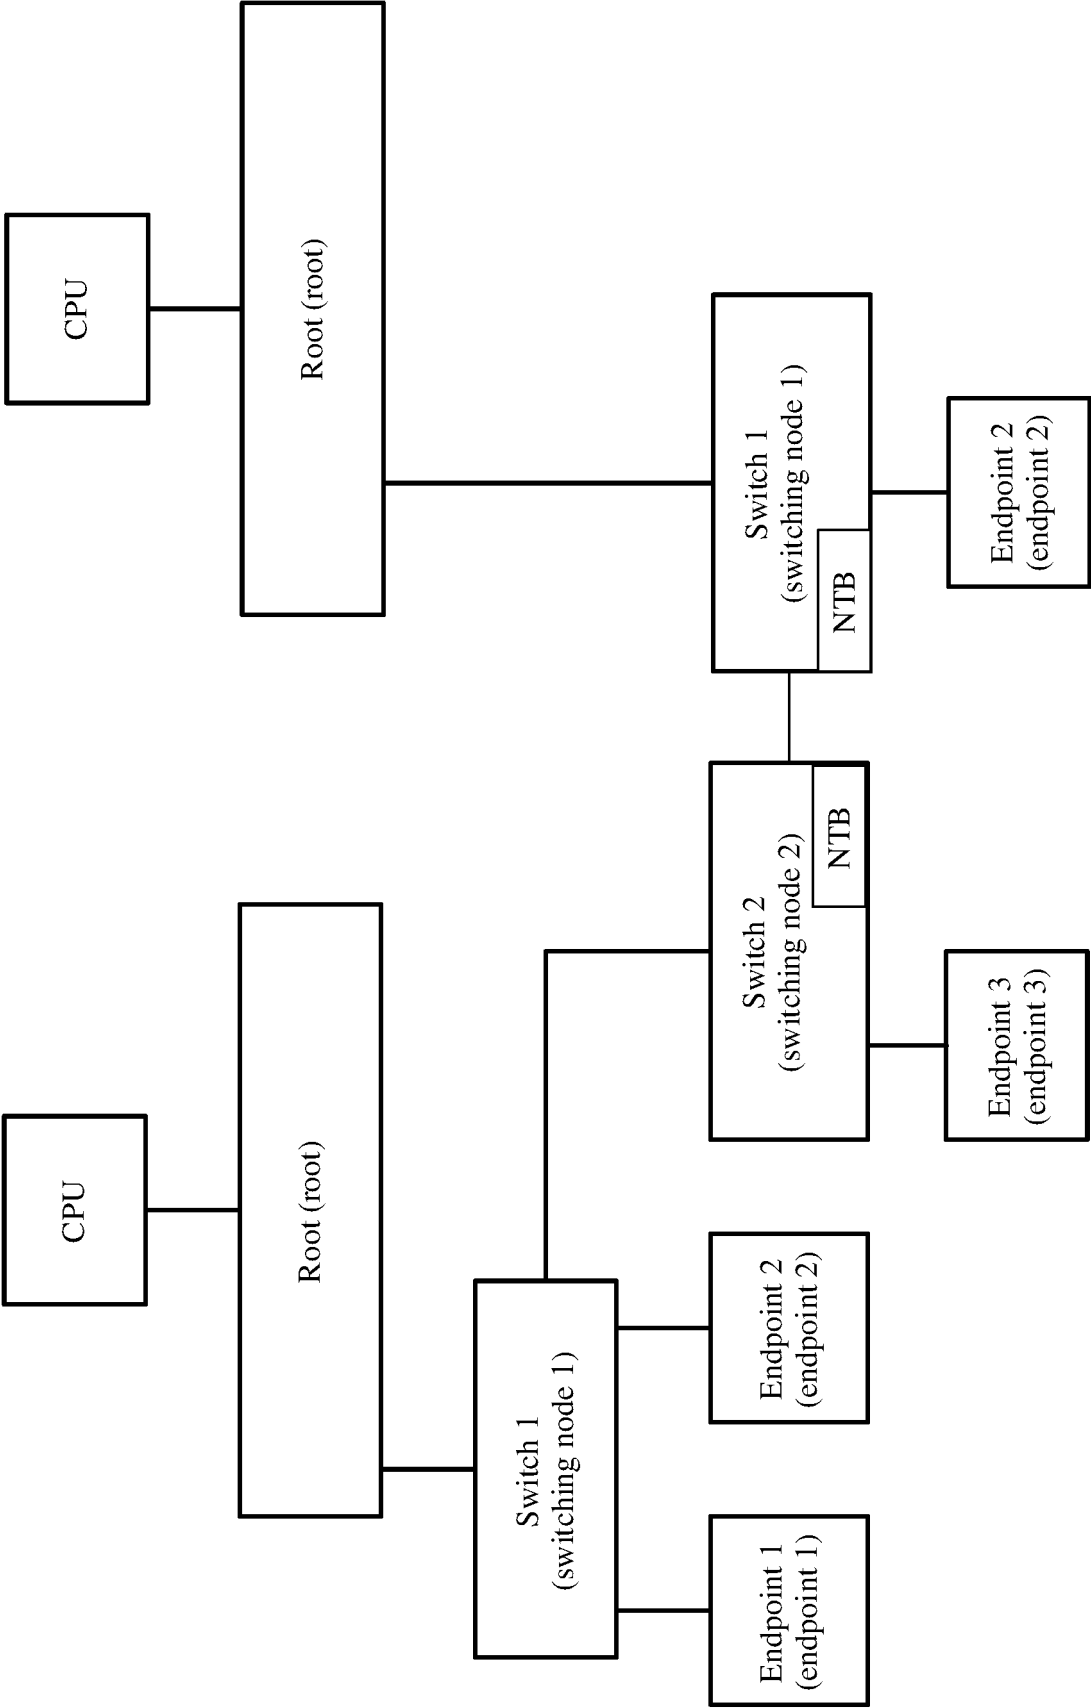 CPU
CPU
Root (root)
Root (root)
Switch 1
(switching node 1)
Switch 2
(switching node 2)
NTB
Switch 1
(switching node 1)
NTB
Endpoint 1
(endpoint 1)
Endpoint 2
(endpoint 2)
Endpoint 3
(endpoint 3)
Endpoint 2
(endpoint 2)